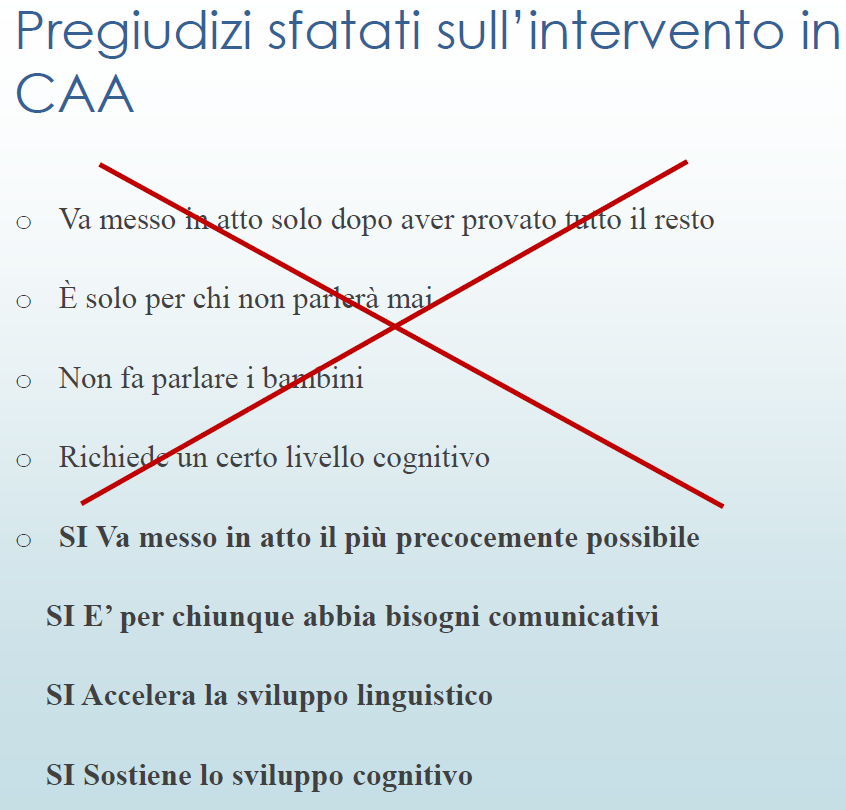 Pregiudizi sfatati sull’intervento in
CAA
○ Va messo in atto solo dopo aver provato tutto il resto
○ È solo per chi non parlerà mai
○ Non fa parlare i bambini
○ Richiede un certo livello cognitivo
○ SI Va messo in atto il più precocemente possibile
SI E’ per chiunque abbia bisogni comunicativi
SI Accelera la sviluppo linguistico
SI Sostiene lo sviluppo cognitivo